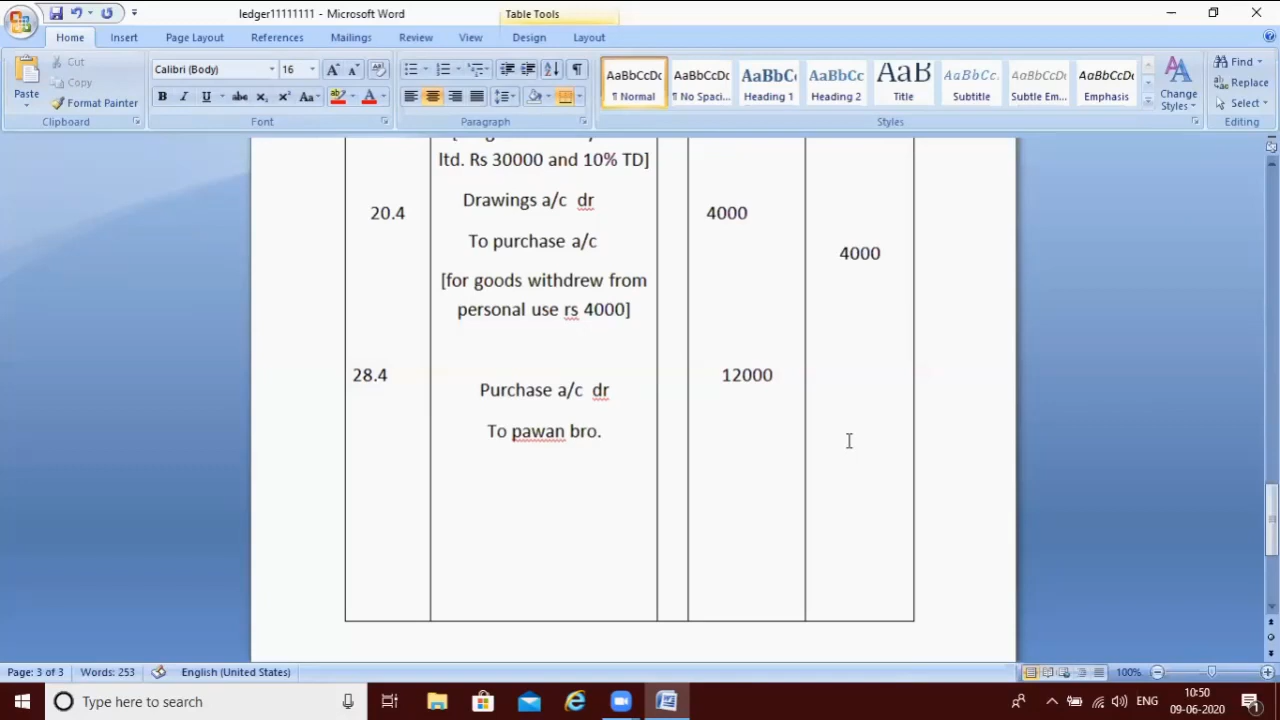 ledger11111111 - Microsoft Word
Table Tools
Home Insert Page Layout References Mailings Review View Design Layout
Cut
Copy
Format Painter
Paste
Clipboard
Calibri (Body) 16
B I U abc x₂ x² Aa
Font
Paragraph
AaBbCcDc AaBbCcDc AaBbC AaBbCc AaB AaBbCc. AaBbCcDc AaBbCcDc
¶ Normal ¶ No Spaci... Heading 1 Heading 2 Title Subtitle Subtle Em... Emphasis
Change Styles
Styles
Find
Replace
Select
Editing
ltd. Rs 30000 and 10% TD]
20.4 Drawings a/c dr 4000
To purchase a/c 4000
[for goods withdrew from
personal use rs 4000]
28.4 Purchase a/c dr 12000
To pawan bro.
Page: 3 of 3 Words: 253 English (United States) 100%
Type here to search
ENG
10:50
09-06-2020
1